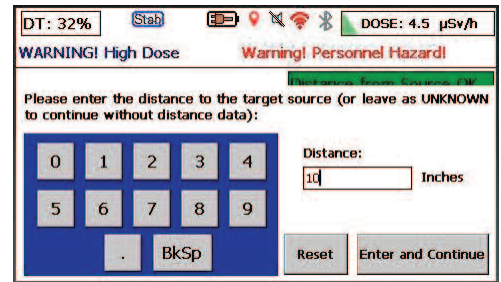 DT: 32% Stab DOSE: 4.5 µSv/h
WARNING! High Dose Warning! Personnel Hazard!
Distance from Source OK
Please enter the distance to the target source (or leave as UNKNOWN
to continue without distance data):
Distance:
0 1 2 3 4
10 Inches
5 6 7 8 9
. BkSp Reset Enter and Continue